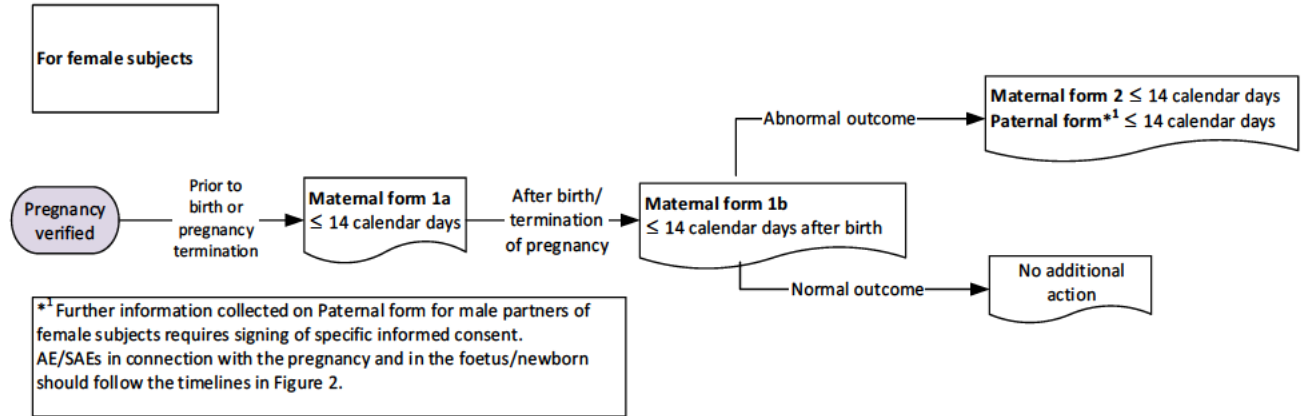 For female subjects
Maternal form 2 ≤ 14 calendar days
Paternal form*1 ≤ 14 calendar days
Abnormal outcome
Pregnancy
verified
Prior to
birth or
pregnancy
termination
Maternal form 1a
≤ 14 calendar days
After birth/
termination
of pregnancy
Maternal form 1b
≤ 14 calendar days after birth
Normal outcome
No additional
action
*1 Further information collected on Paternal form for male partners of
female subjects requires signing of specific informed consent.
AE/SAEs in connection with the pregnancy and in the foetus/newborn
should follow the timelines in Figure 2.